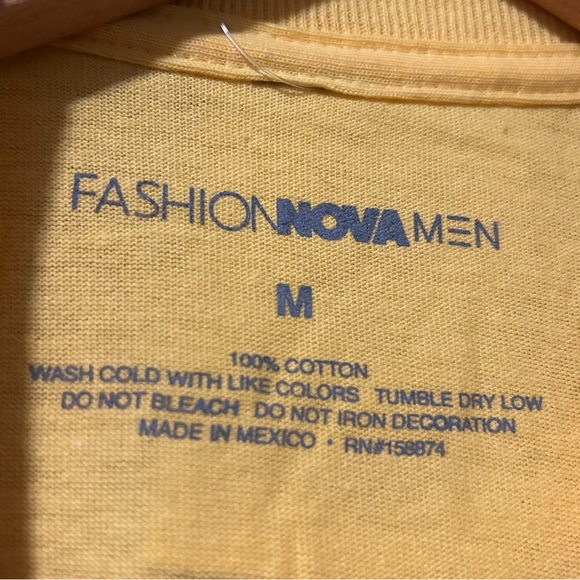 FASHIONNOVAMEN
M
100% COTTON
WASH COLD WITH LIKE COLORS TUMBLE DRY LOW
DO NOT BLEACH DO NOT IRON DECORATION
MADE IN MEXICO • RN#158874